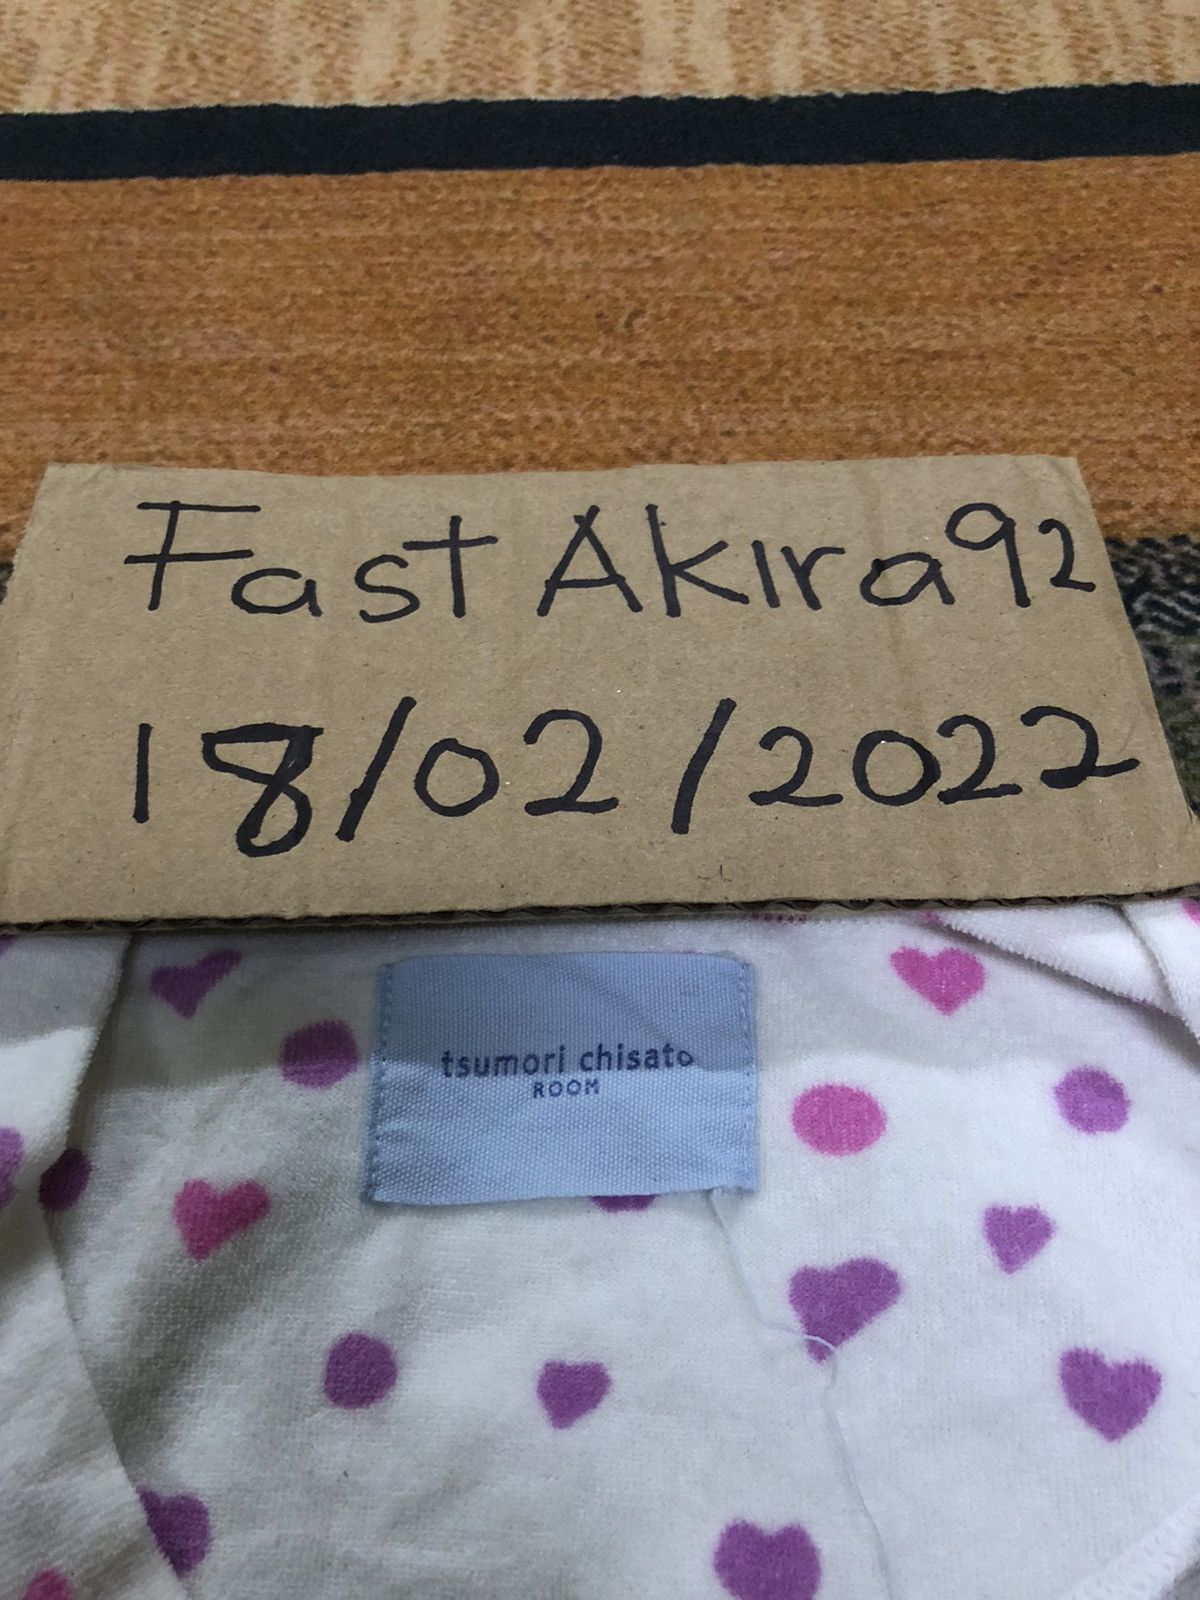 Fast Akira92
18/02/2022
tsumori chisato
ROOM